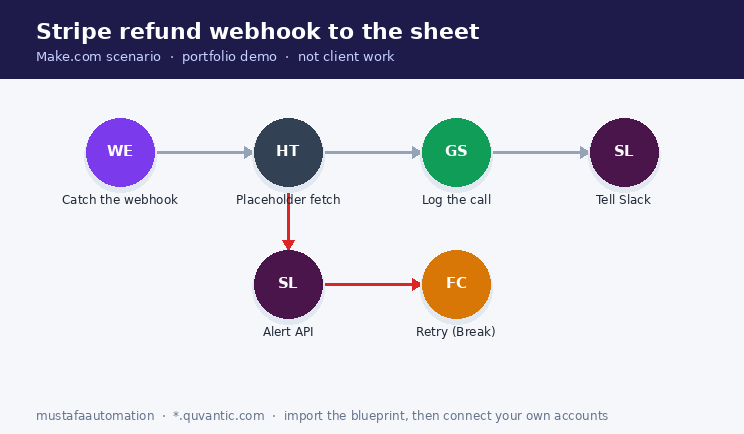 Stripe refund webhook to the sheet
Make.com scenario · portfolio demo · not client work
WE
HT
GS
SL
Catch the webhook
Placeholder fetch
Log the call
Tell Slack
SL
FC
Alert API
Retry (Break)
mustafaautomation · *.quvantic.com · import the blueprint, then connect your own accounts